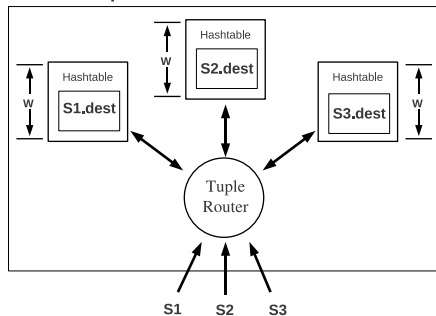 Hashtable
W
S2.dest
Hashtable
W
S1.dest
Hashtable
W
S3.dest
Tuple
Router
S1
S2
S3